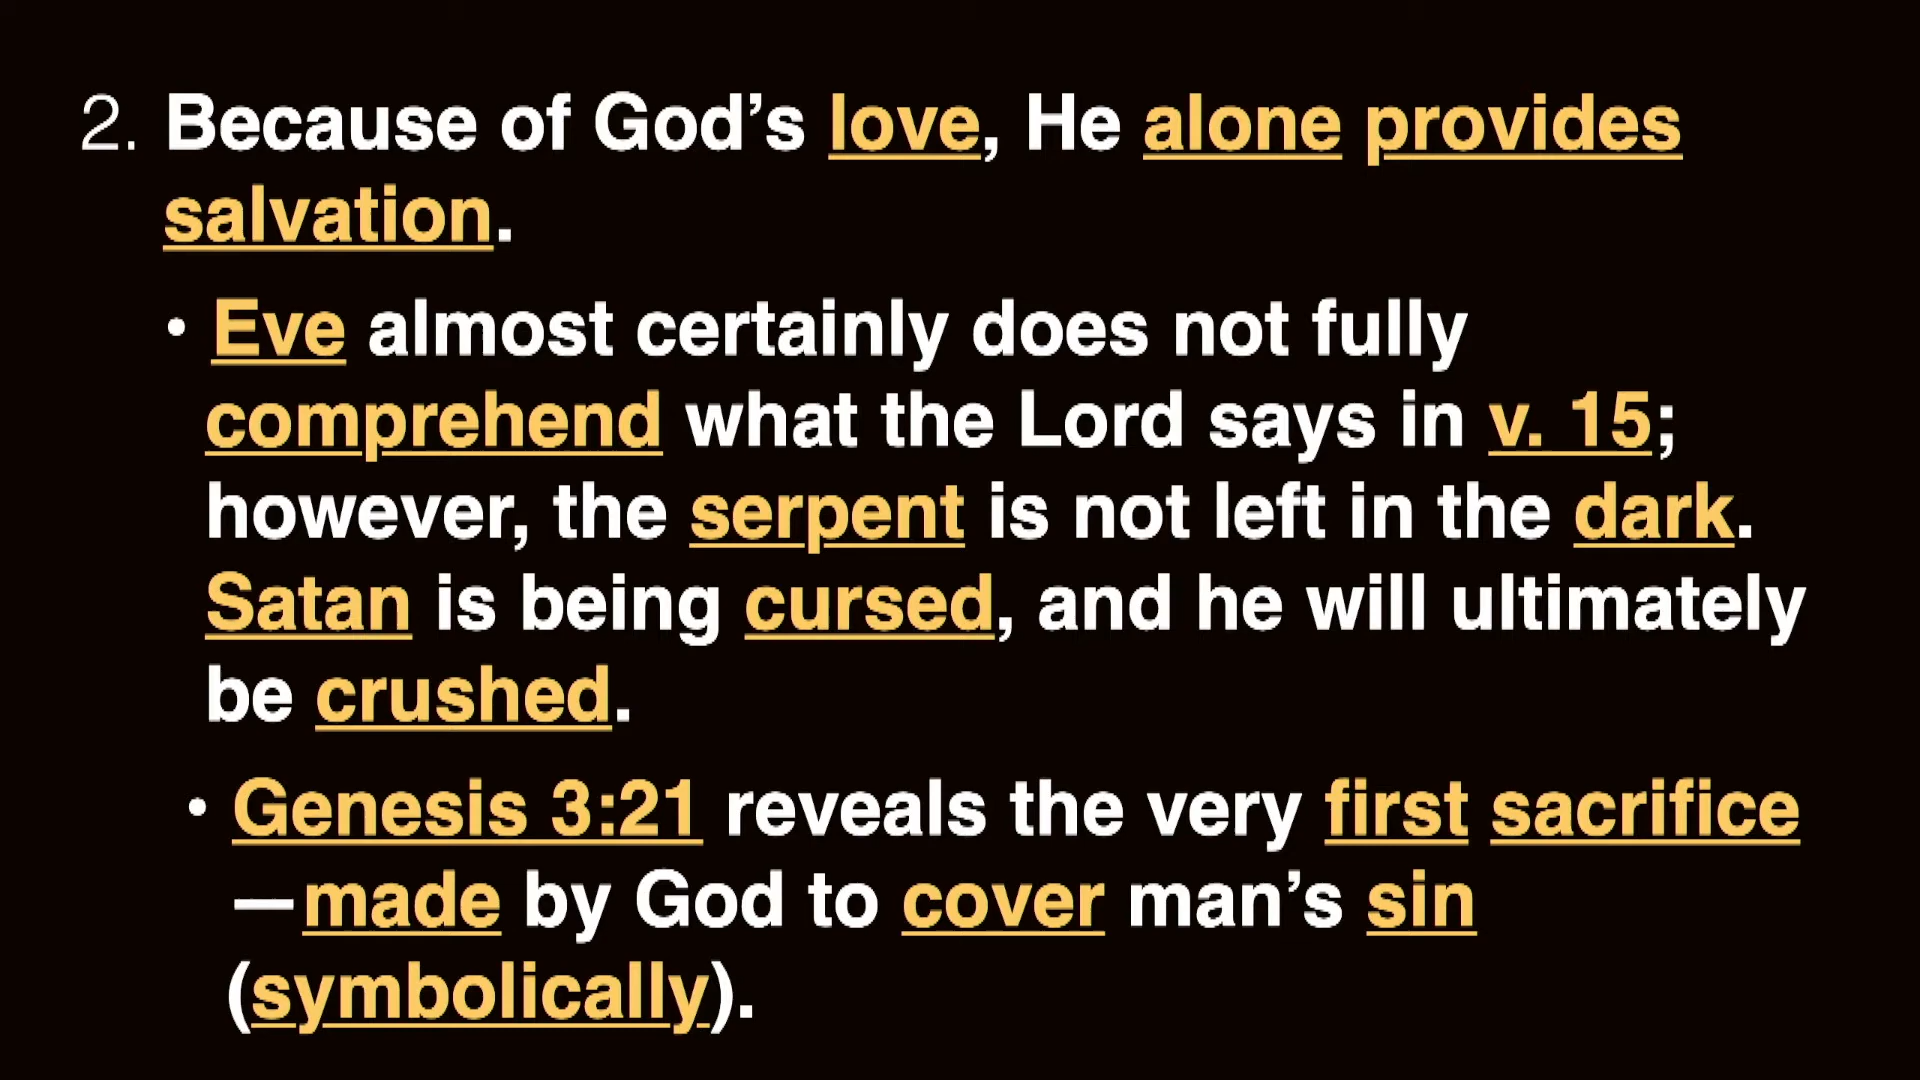 2. Because of God’s love, He alone provides
salvation.
• Eve almost certainly does not fully
comprehend what the Lord says in v. 15;
however, the serpent is not left in the dark.
Satan is being cursed, and he will ultimately
be crushed.
• Genesis 3:21 reveals the very first sacrifice
—made by God to cover man’s sin
(symbolically).